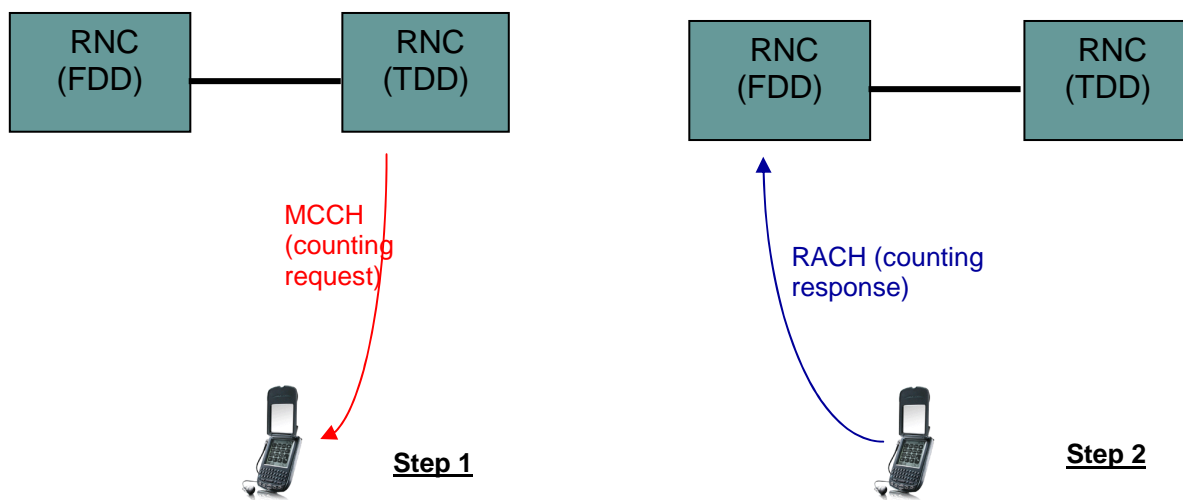 RNC
(FDD)
RNC
(TDD)
MCCH
(counting
request)
Step 1
RNC
(FDD)
RNC
(TDD)
RACH (counting
response)
Step 2